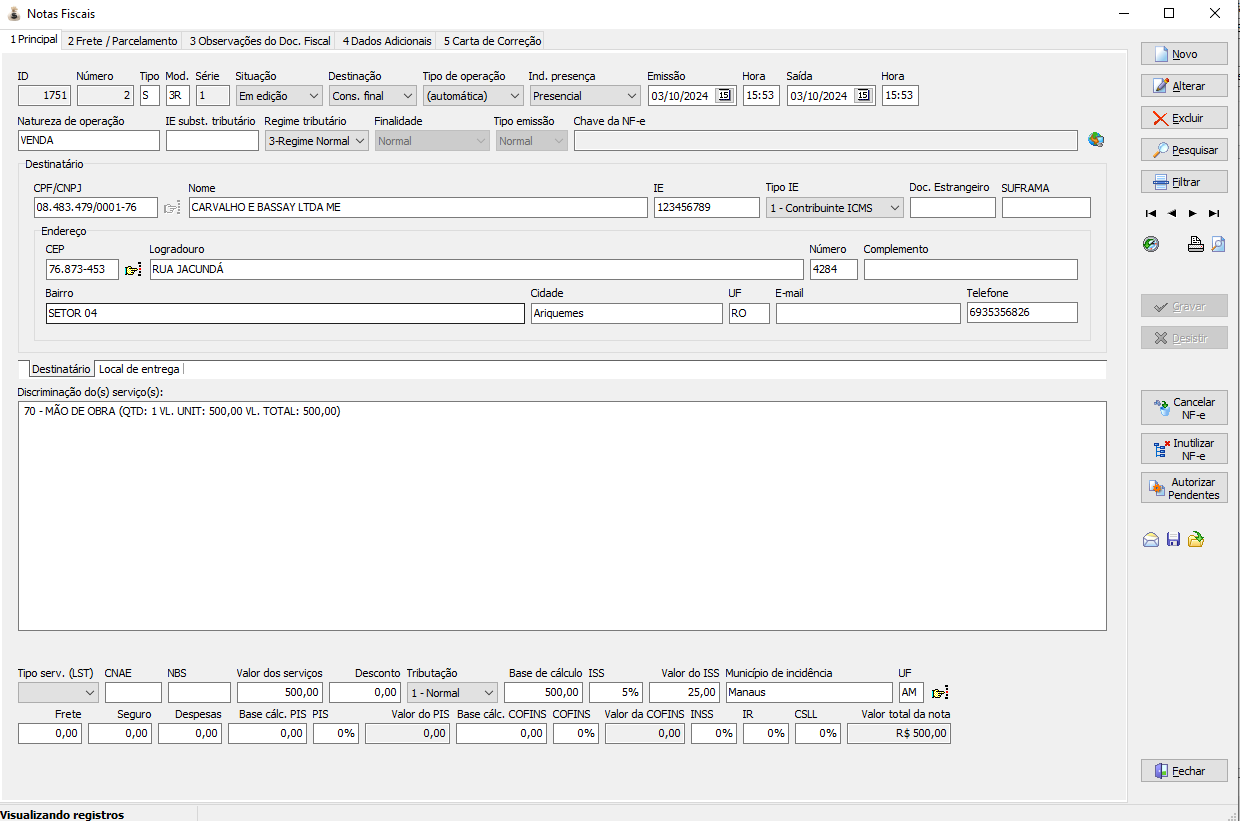 Notas Fiscais
1 Principal 2 Frete / Parcelamento 3 Observações do Doc. Fiscal 4 Dados Adicionais 5 Carta de Correção
ID Número Tipo Mod. Série Situação Destinação Tipo de operação Ind. presença Emissão Hora Saída Hora
1751 2 S 3R 1 Em edição Cons. final (automática) Presencial 03/10/2024 15 15:53 03/10/2024 15 15:53
Natureza de operação IE subst. tributário Regime tributário Finalidade Tipo emissão Chave da NF-e
VENDA 3-Regime Normal Normal Normal
Destinatário
CPF/CNPJ Nome IE Tipo IE Doc. Estrangeiro SUFRAMA
08.483.479/0001-76 CARVALHO E BASSAY LTDA ME 123456789 1 - Contribuinte ICMS
Endereço
CEP Logradouro Número Complemento
76.873-453 RUA JACUNDÁ 4284
Bairro Cidade UF E-mail Telefone
SETOR 04 Ariquemes RO 6935356826
Destinatário Local de entrega
Discriminação do(s) serviço(s):
70 - MÃO DE OBRA (QTD: 1 VL. UNIT: 500,00 VL. TOTAL: 500,00)
Tipo serv. (LST) CNAE NBS Valor dos serviços Desconto Tributação Base de cálculo ISS Valor do ISS Município de incidência UF
500,00 0,00 1 - Normal 500,00 5% 25,00 Manaus AM
Frete Seguro Despesas Base cálc. PIS PIS Valor do PIS Base cálc. COFINS COFINS Valor da COFINS INSS IR CSLL Valor total da nota
0,00 0,00 0,00 0,00 0% 0,00 0,00 0% 0,00 0% 0% 0% R$ 500,00
Novo
Alterar
Excluir
Pesquisar
Filtrar
Gravar
Desistir
Cancelar
NF-e
Inutilizar
NF-e
Autorizar
Pendentes
Fechar
Visualizando registros